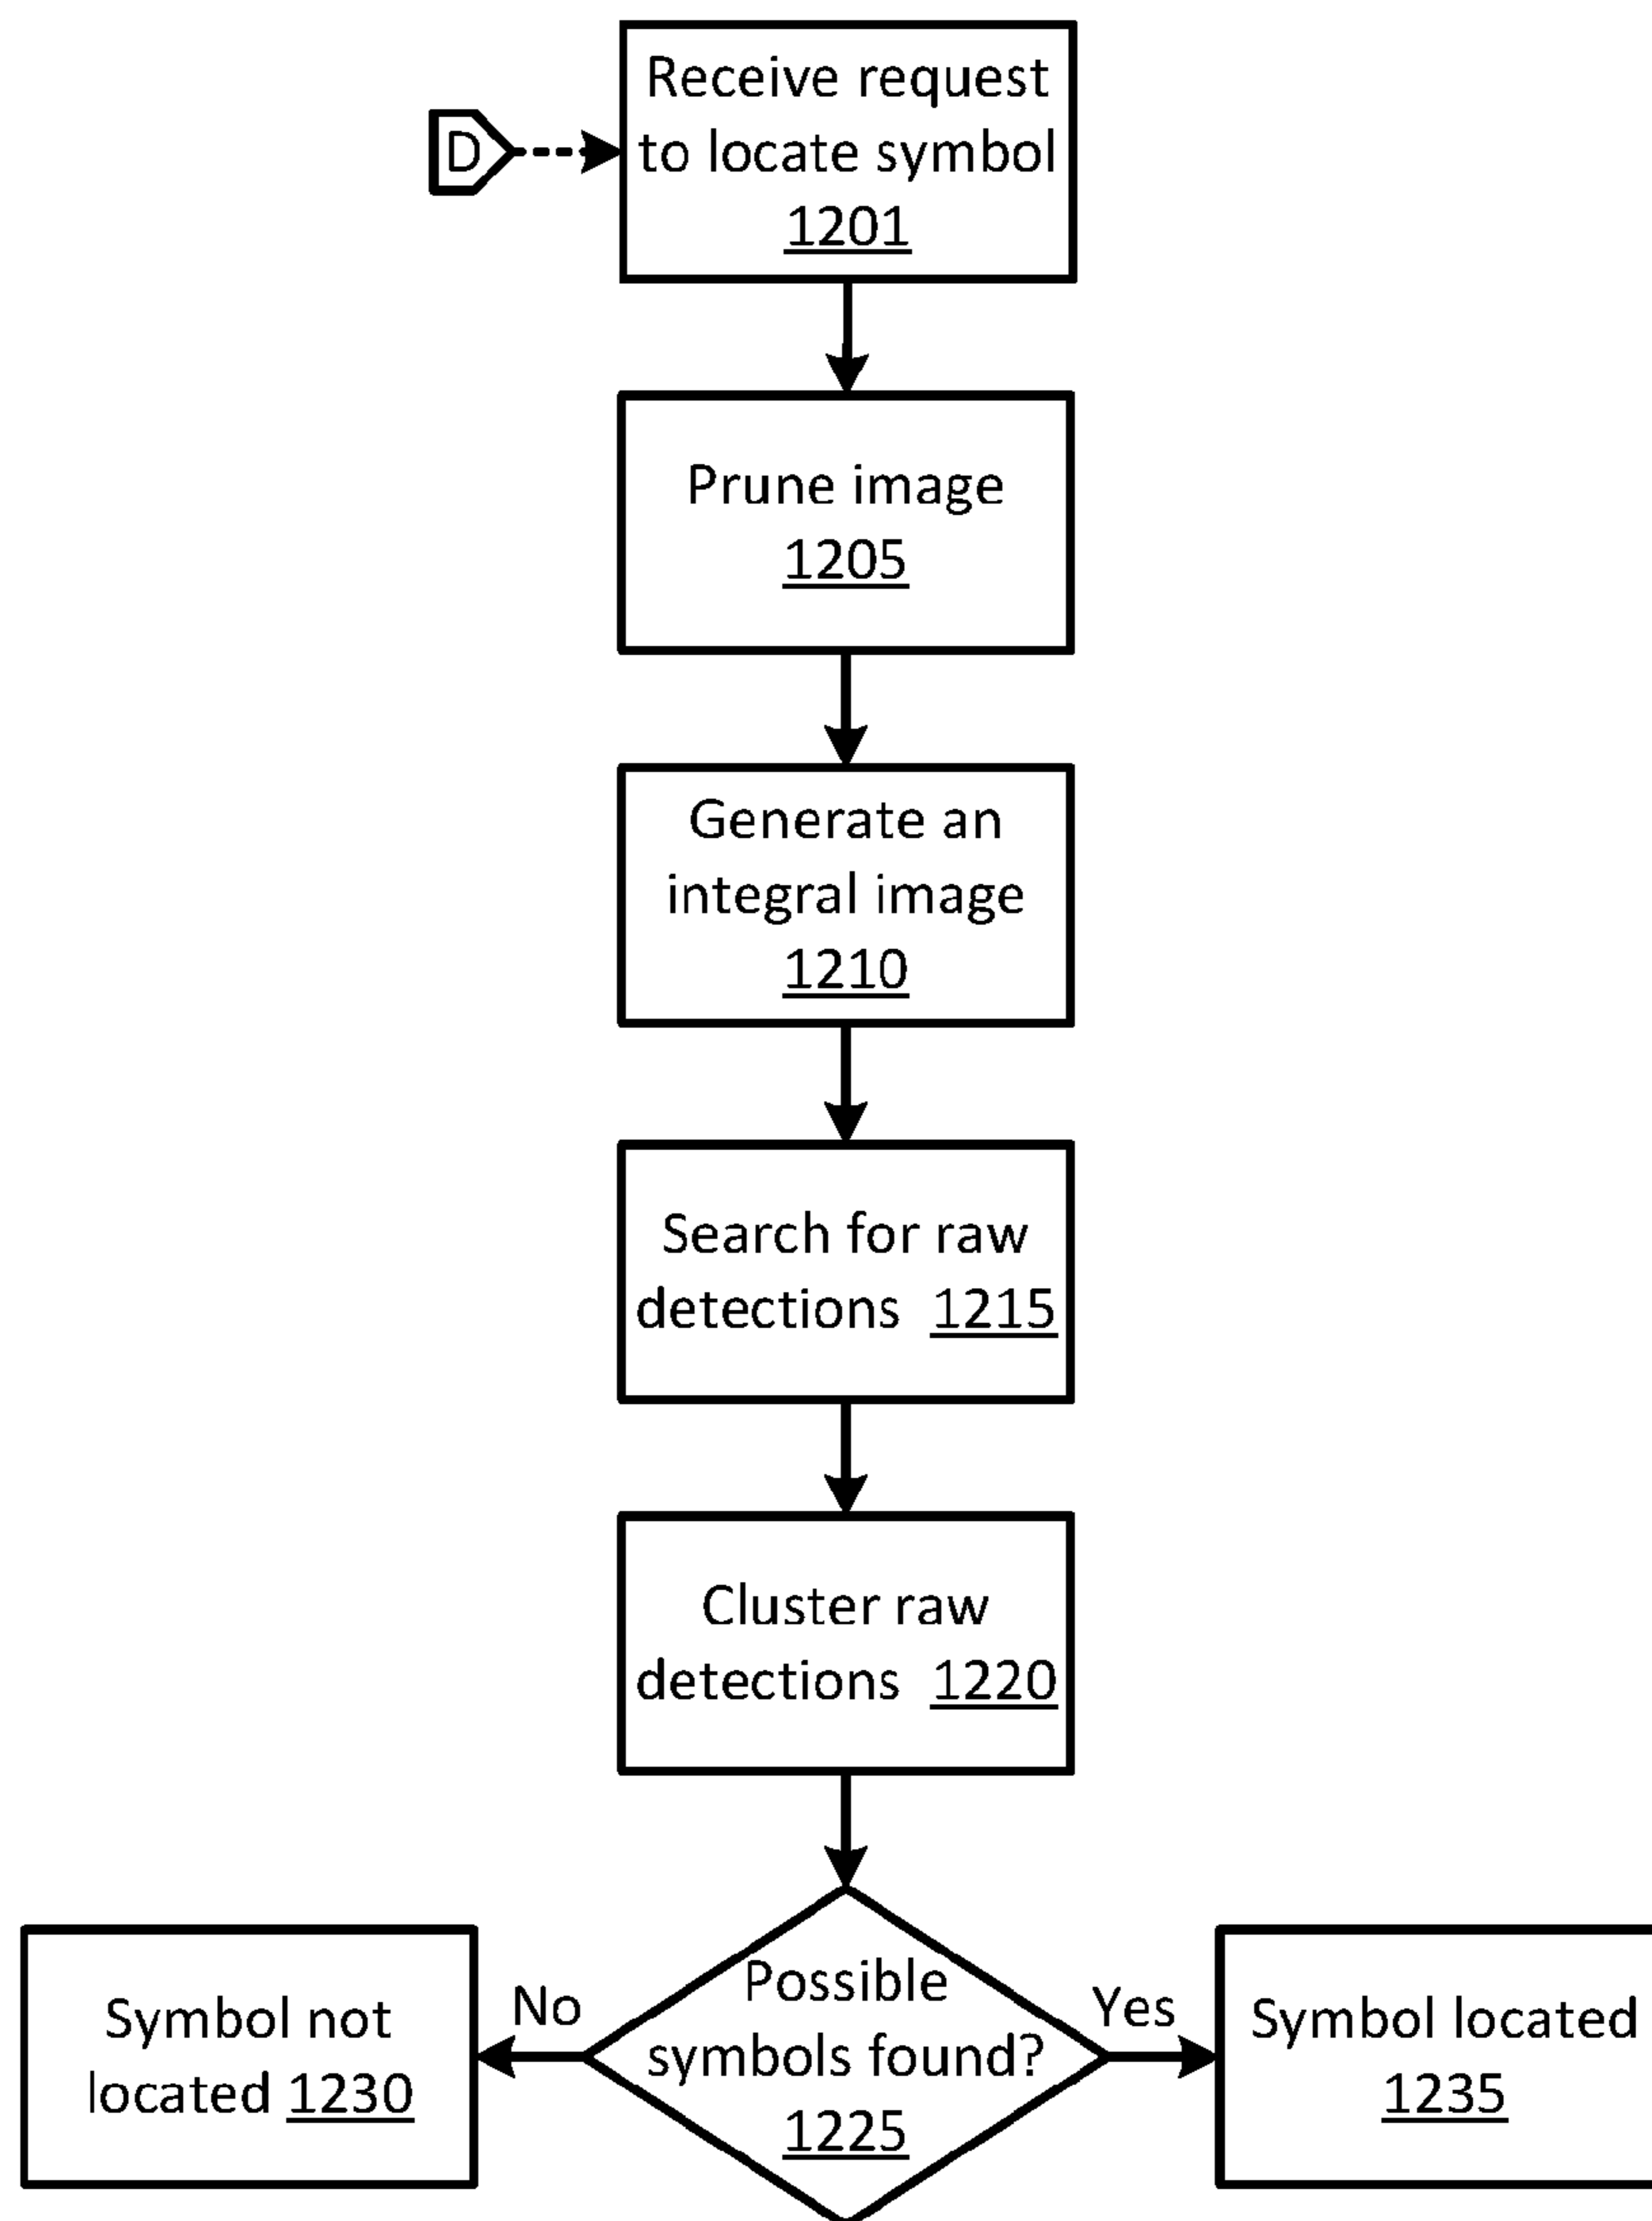 Receive request
D
to locate symbol
1201
Prune image
1205
Generate an
integral image
1210
Search for raw
detections 1215
Cluster raw
detections 1220
Possible
symbols found?
1225
No
Symbol not
located 1230
Yes
Symbol located
1235